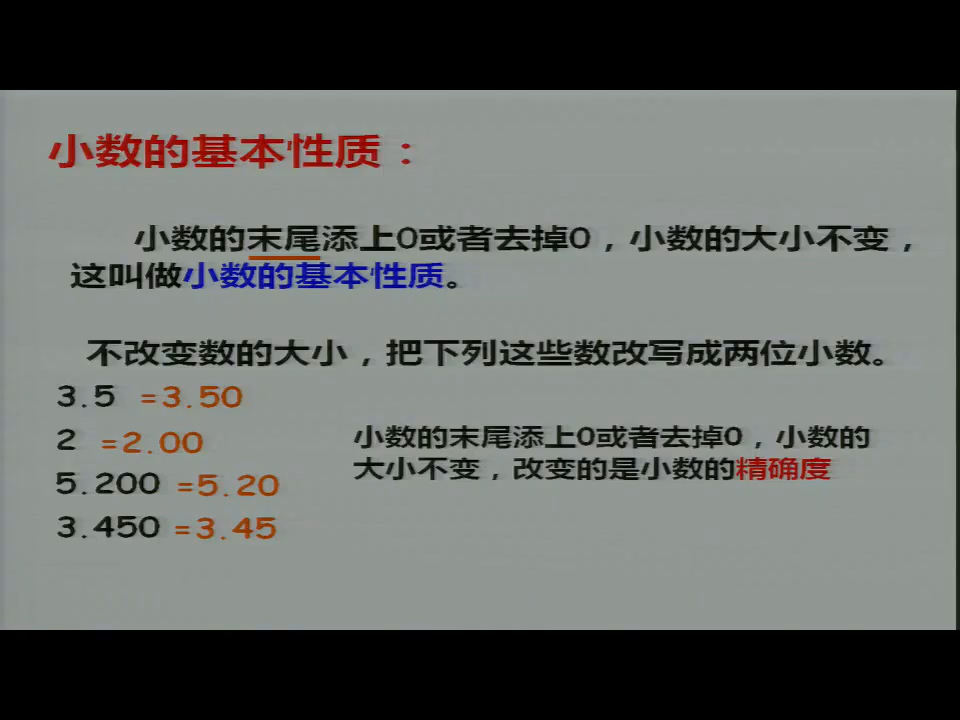 小数的基本性质：
小数的末尾添上0或者去掉0，小数的大小不变，
这叫做小数的基本性质。
不改变数的大小，把下列这些数改写成两位小数。
3.5 =3.50
2 =2.00
5.200 =5.20
3.450 =3.45
小数的末尾添上0或者去掉0，小数的
大小不变，改变的是小数的精确度